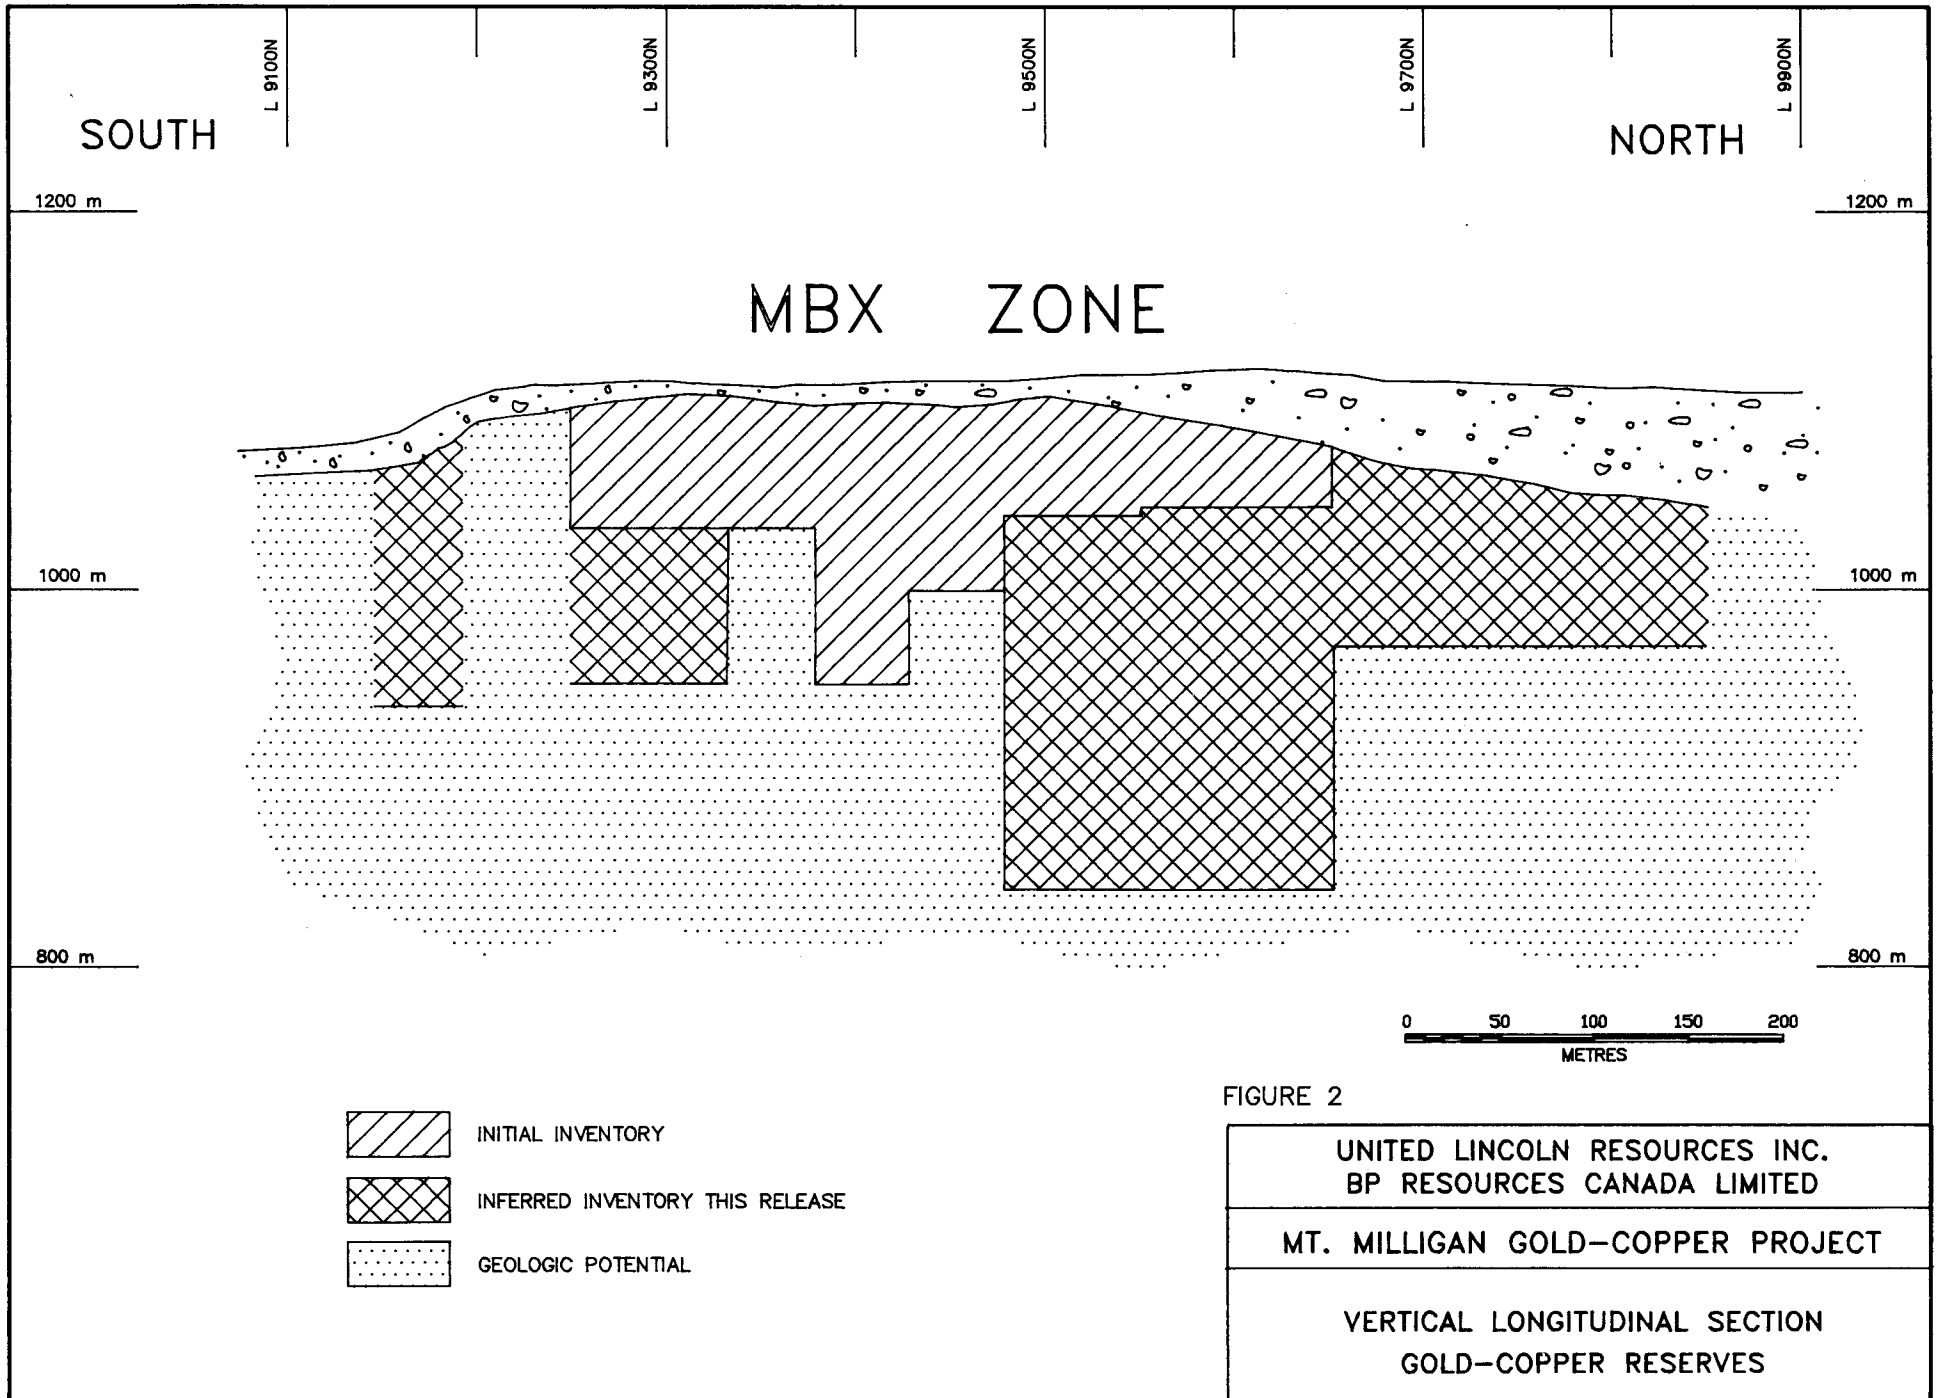 L 9100N
L 9300N
L 9500N
L 9700N
L 9900N
SOUTH
NORTH
1200 m
1200 m
MBX ZONE
1000 m
1000 m
800 m
800 m
0 50 100 150 200
METRES
FIGURE 2
INITIAL INVENTORY
INFERRED INVENTORY THIS RELEASE
GEOLOGIC POTENTIAL
UNITED LINCOLN RESOURCES INC.
BP RESOURCES CANADA LIMITED
MT. MILLIGAN GOLD-COPPER PROJECT
VERTICAL LONGITUDINAL SECTION
GOLD-COPPER RESERVES